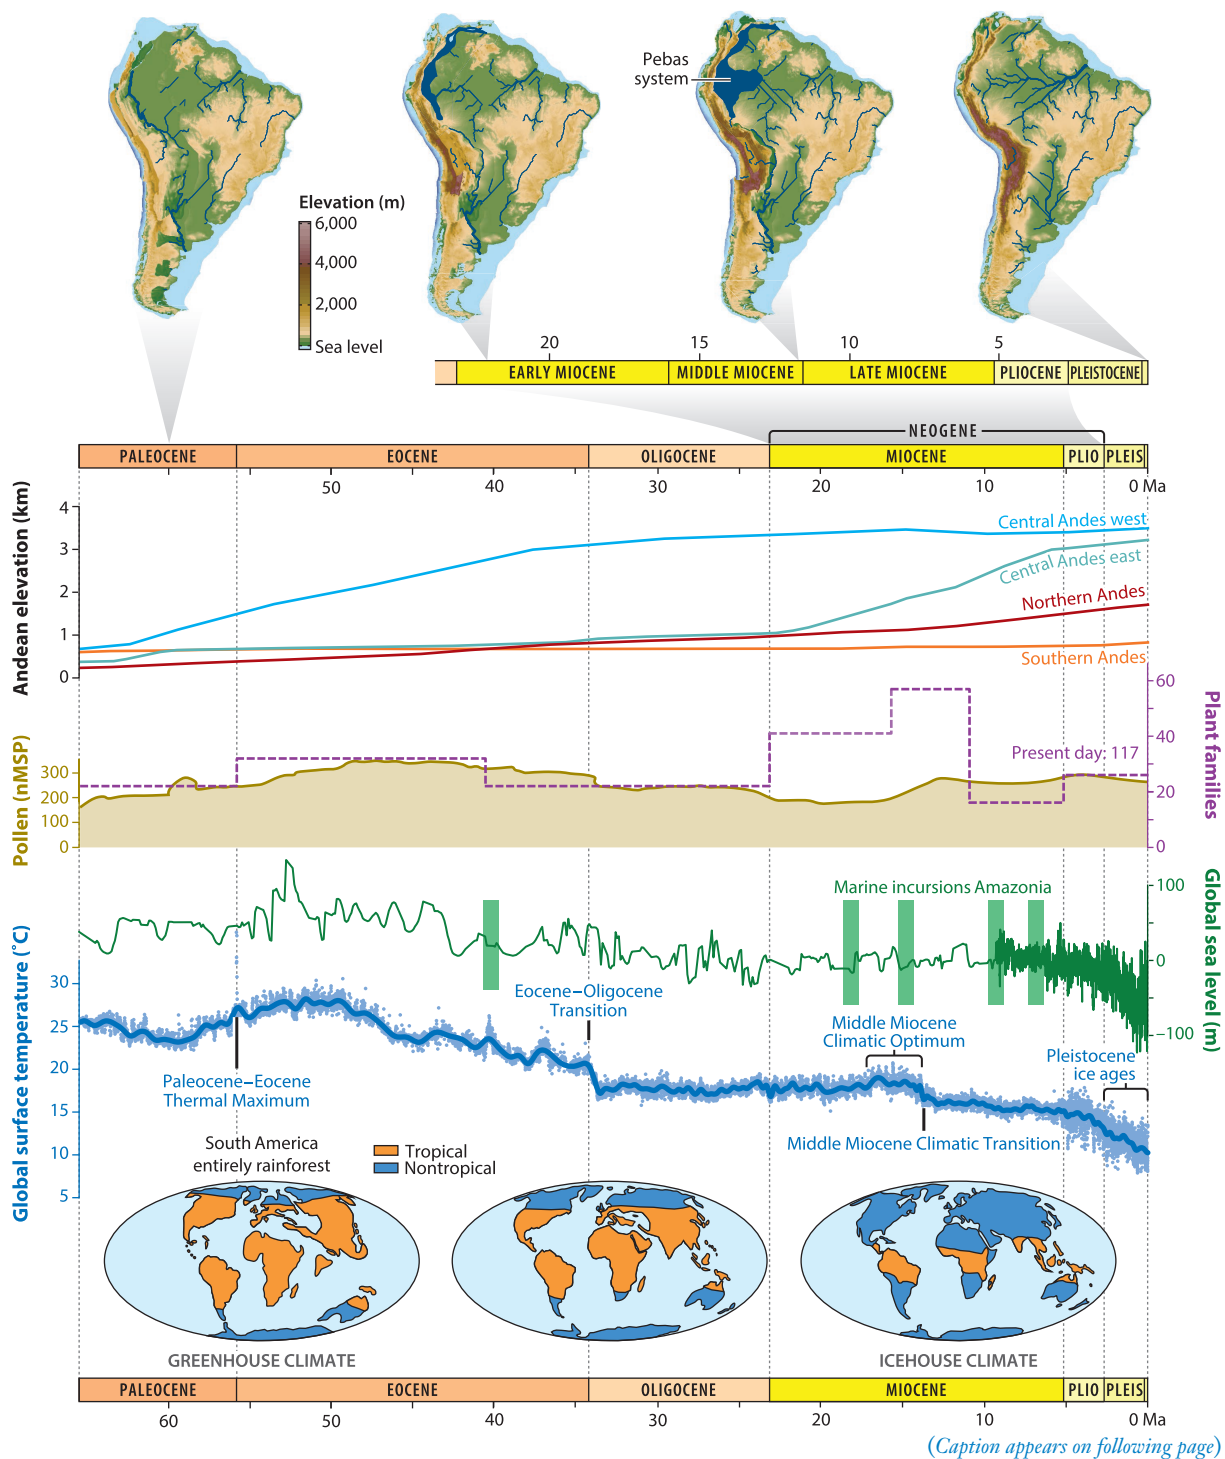 Pebas
system
Elevation (m)
6,000
4,000
2,000
Sea level
20
15
10
5
EARLY MIOCENE
MIDDLE MIOCENE
LATE MIOCENE
PLIOCENE
PLEISTOCENE
NEOGENE
PALEOCENE
EOCENE
OLIGOCENE
MIOCENE
PLIO
PLEIS
50
40
30
20
10
0 Ma
Andean elevation (km)
4
3
2
1
0
Central Andes west
Central Andes east
Northern Andes
Southern Andes
Pollen (nMSP)
300
200
100
0
Plant families
60
40
20
0
Present day: 117
Marine incursions Amazonia
Global sea level (m)
100
0
−100
Global surface temperature (°C)
30
25
20
15
10
5
Eocene–Oligocene
Transition
Middle Miocene
Climatic Optimum
Pleistocene
ice ages
Paleocene–Eocene
Thermal Maximum
Middle Miocene Climatic Transition
South America
entirely rainforest
Tropical
Nontropical
GREENHOUSE CLIMATE
ICEHOUSE CLIMATE
PALEOCENE
EOCENE
OLIGOCENE
MIOCENE
PLIO
PLEIS
60
50
40
30
20
10
0 Ma
(Caption appears on following page)